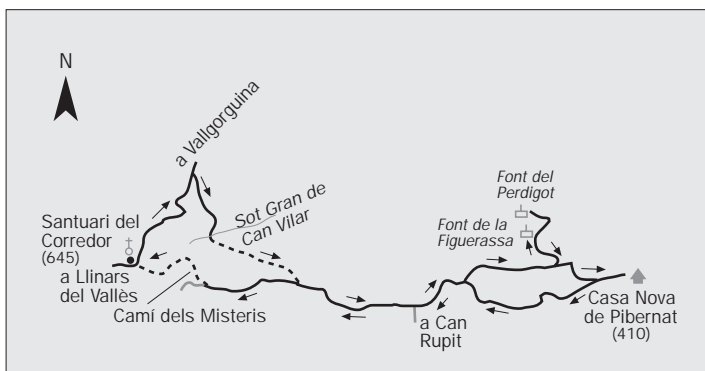 N
a Vallgorguina
Sot Gran de
Can Vilar
Santuari del
Corredor
(645)
a Llinars
del Vallès
Camí dels Misteris
Font del
Perdigot
Font de la
Figuerassa
a Can
Rupit
Casa Nova
de Pibernat
(410)